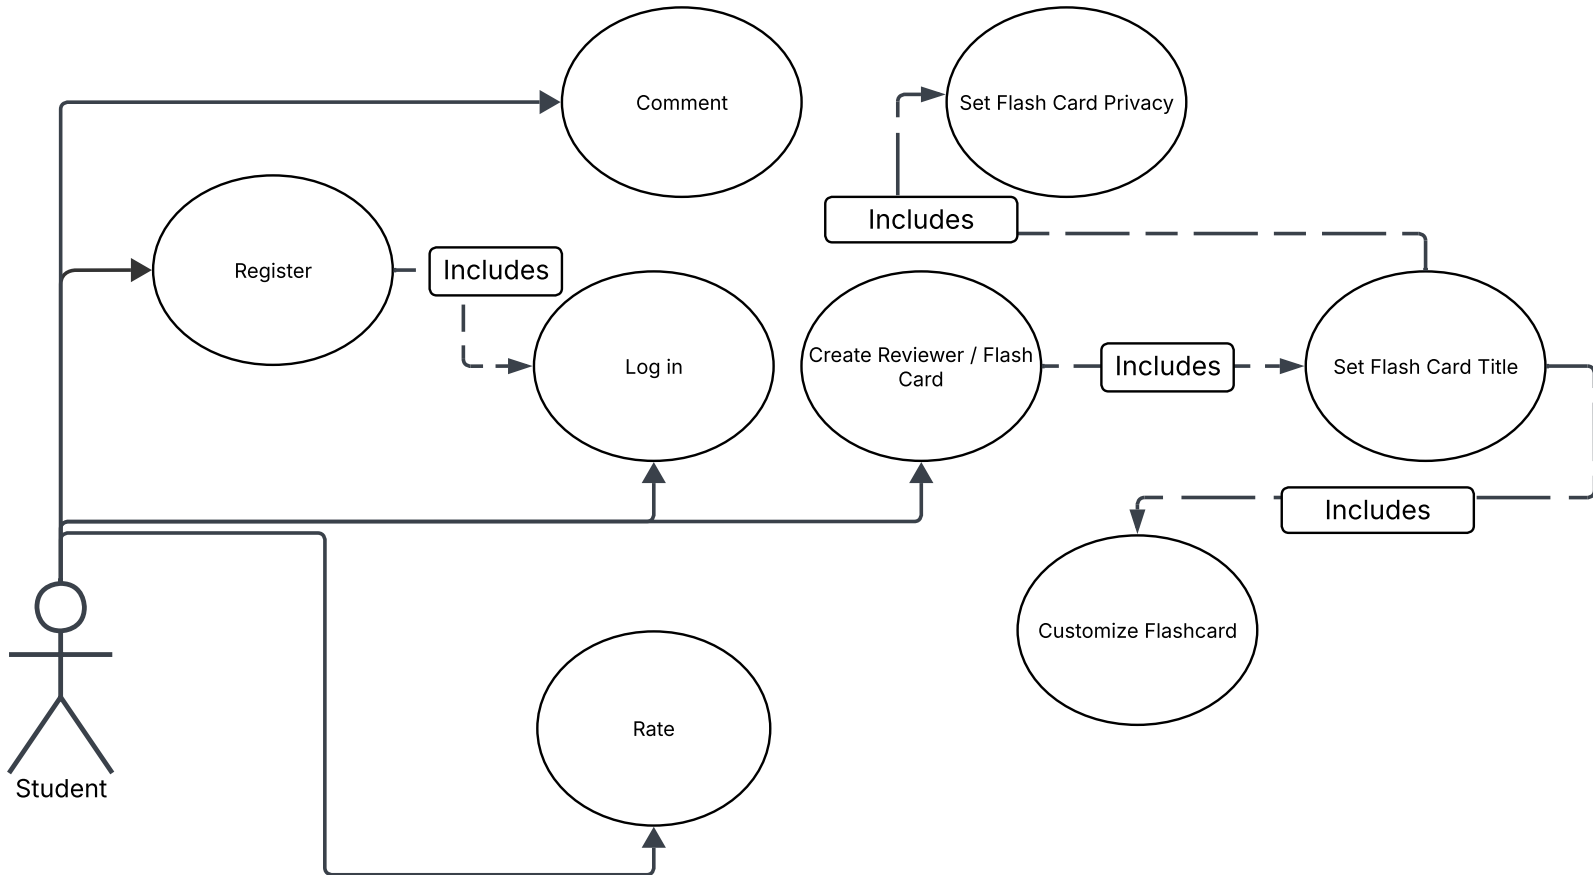 Comment
Set Flash Card Privacy
Includes
Register
Includes
Log in
Create Reviewer / Flash
Card
Includes
Set Flash Card Title
Includes
Customize Flashcard
Rate
Student